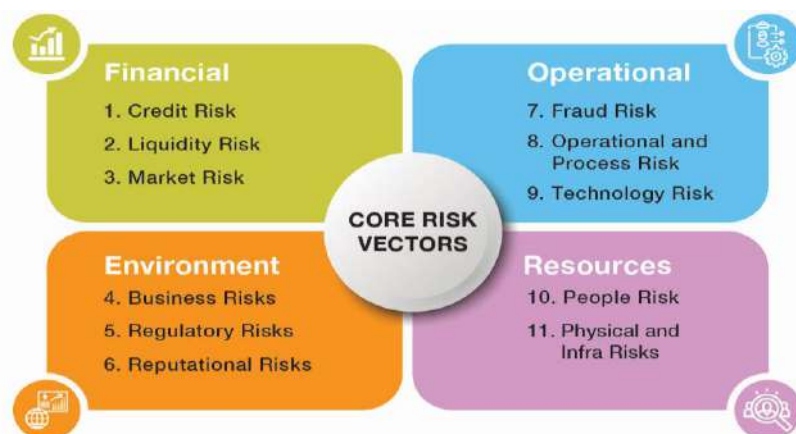 Financial
1. Credit Risk
2. Liquidity Risk
3. Market Risk
Operational
7. Fraud Risk
8. Operational and
Process Risk
9. Technology Risk
CORE RISK
VECTORS
Environment
4. Business Risks
5. Regulatory Risks
6. Reputational Risks
Resources
10. People Risk
11. Physical and
Infra Risks